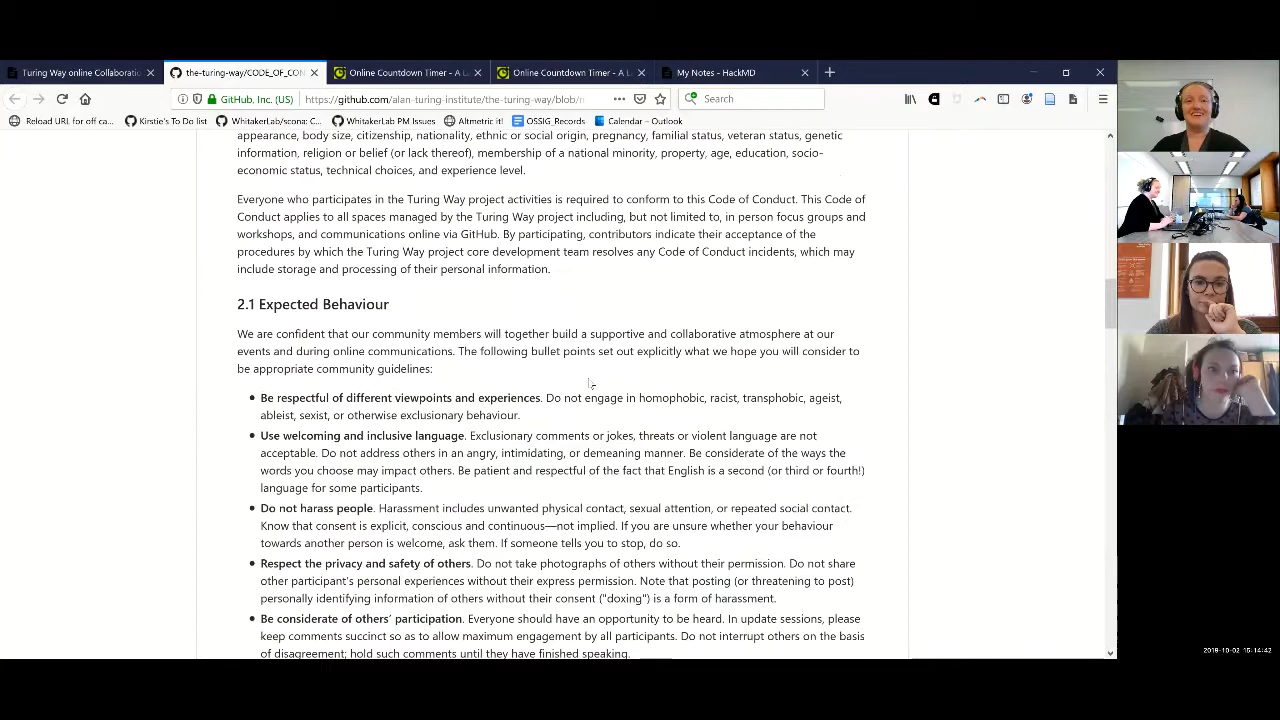 Turing Way online Collaboratio
the-turing-way/CODE_OF_CON
Online Countdown Timer - A L
Online Countdown Timer - A L
My Notes - HackMD
GitHub, Inc. (US)
https://github.com/alan-turing-institute/the-turing-way/blob/n
Search
Reload URL for off ca...
Kirstie's To Do list
WhitakerLab/scona: C...
WhitakerLab PM Issues
Altmetric it!
OSSIG_Records
Calendar – Outlook
appearance, body size, citizenship, nationality, ethnic or social origin, pregnancy, familial status, veteran status, genetic
information, religion or belief (or lack thereof), membership of a national minority, property, age, education, socio-
economic status, technical choices, and experience level.
Everyone who participates in the Turing Way project activities is required to conform to this Code of Conduct. This Code of
Conduct applies to all spaces managed by the Turing Way project including, but not limited to, in person focus groups and
workshops, and communications online via GitHub. By participating, contributors indicate their acceptance of the
procedures by which the Turing Way project core development team resolves any Code of Conduct incidents, which may
include storage and processing of their personal information.
2.1 Expected Behaviour
We are confident that our community members will together build a supportive and collaborative atmosphere at our
events and during online communications. The following bullet points set out explicitly what we hope you will consider to
be appropriate community guidelines:
• Be respectful of different viewpoints and experiences. Do not engage in homophobic, racist, transphobic, ageist,
ableist, sexist, or otherwise exclusionary behaviour.
• Use welcoming and inclusive language. Exclusionary comments or jokes, threats or violent language are not
acceptable. Do not address others in an angry, intimidating, or demeaning manner. Be considerate of the ways the
words you choose may impact others. Be patient and respectful of the fact that English is a second (or third or fourth!)
language for some participants.
• Do not harass people. Harassment includes unwanted physical contact, sexual attention, or repeated social contact.
Know that consent is explicit, conscious and continuous—not implied. If you are unsure whether your behaviour
towards another person is welcome, ask them. If someone tells you to stop, do so.
• Respect the privacy and safety of others. Do not take photographs of others without their permission. Do not share
other participant's personal experiences without their express permission. Note that posting (or threatening to post)
personally identifying information of others without their consent ("doxing") is a form of harassment.
• Be considerate of others' participation. Everyone should have an opportunity to be heard. In update sessions, please
keep comments succinct so as to allow maximum engagement by all participants. Do not interrupt others on the basis
of disagreement; hold such comments until they have finished speaking.
2019-10-02 15:14:42